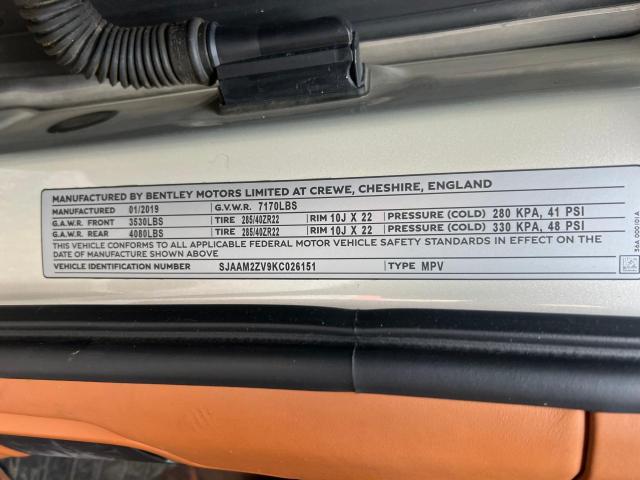 MANUFACTURED BY BENTLEY MOTORS LIMITED AT CREWE, CHESHIRE, ENGLAND
MANUFACTURED 01/2019 G.V.W.R. 7170LBS
G.A.W.R. FRONT 3530LBS TIRE 285/40ZR22 RIM 10J X 22 PRESSURE (COLD) 280 KPA, 41 PSI
G.A.W.R. REAR 4080LBS TIRE 285/40ZR22 RIM 10J X 22 PRESSURE (COLD) 330 KPA, 48 PSI
THIS VEHICLE CONFORMS TO ALL APPLICABLE FEDERAL MOTOR VEHICLE SAFETY STANDARDS IN EFFECT ON THE
DATE OF MANUFACTURE SHOWN ABOVE
VEHICLE IDENTIFICATION NUMBER SJAAM2ZV9KC026151 TYPE MPV
36A 000101A